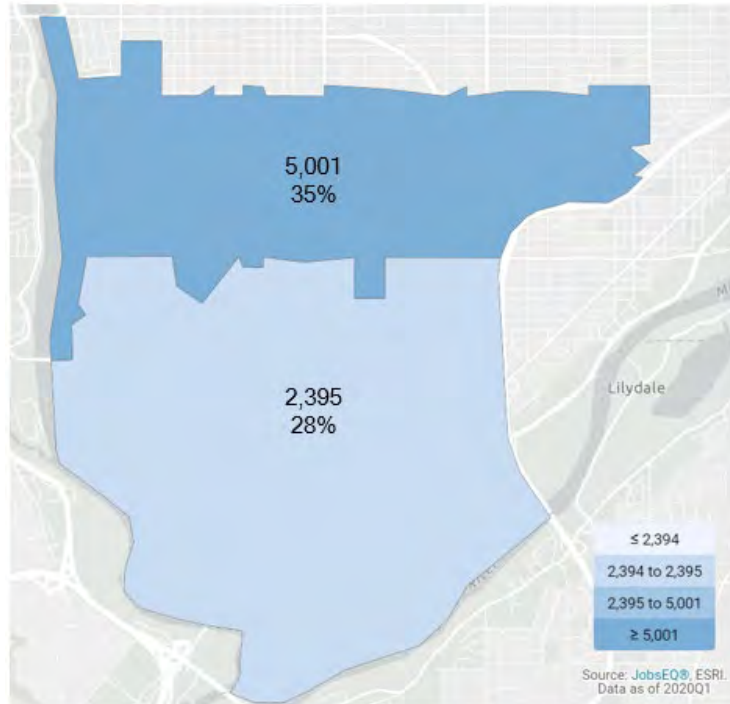 5,001
35%
2,395
28%
Lilydale
≤ 2,394
2,394 to 2,395
2,395 to 5,001
≥ 5,001
Source: JobsEQ®, ESRI.
Data as of 2020Q1